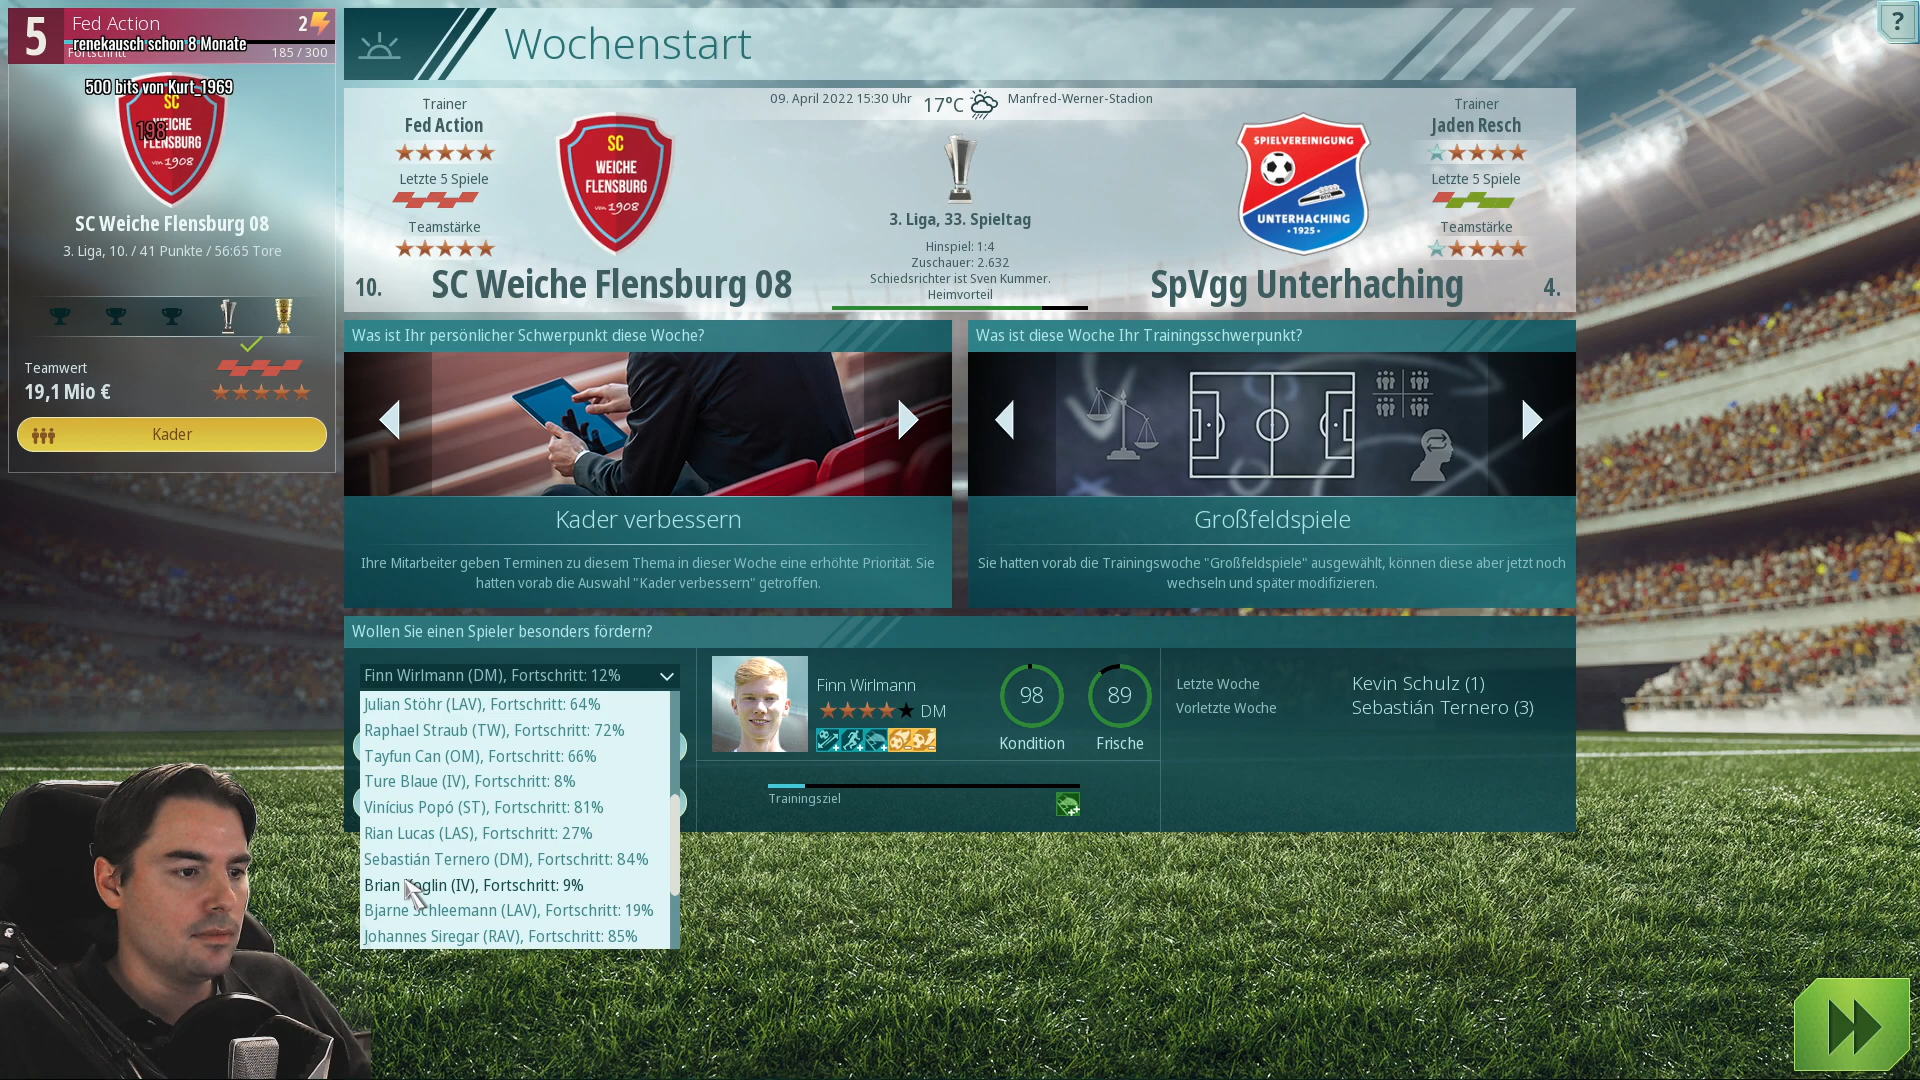 5
Fed Action
2
renekausch schon 8 Monate
Fortschritt
185 / 300
500 bits von Kurt_1969
198
SC
WEICHE
FLENSBURG
von 1908
SC Weiche Flensburg 08
3. Liga, 10. / 41 Punkte / 56:65 Tore
Teamwert
19,1 Mio €
Kader
Wochenstart
?
Trainer
Fed Action
Letzte 5 Spiele
Teamstärke
SC
WEICHE
FLENSBURG
von 1908
10.
SC Weiche Flensburg 08
09. April 2022 15:30 Uhr
17°C
Manfred-Werner-Stadion
3. Liga, 33. Spieltag
Hinspiel: 1:4
Zuschauer: 2.632
Schiedsrichter ist Sven Kummer.
Heimvorteil
SPIELVEREINIGUNG
UNTERHACHING
• 1925 •
Trainer
Jaden Resch
Letzte 5 Spiele
Teamstärke
SpVgg Unterhaching
4.
Was ist Ihr persönlicher Schwerpunkt diese Woche?
Kader verbessern
Ihre Mitarbeiter geben Terminen zu diesem Thema in dieser Woche eine erhöhte Priorität. Sie
hatten vorab die Auswahl "Kader verbessern" getroffen.
Was ist diese Woche Ihr Trainingsschwerpunkt?
Großfeldspiele
Sie hatten vorab die Trainingswoche "Großfeldspiele" ausgewählt, können diese aber jetzt noch
wechseln und später modifizieren.
Wollen Sie einen Spieler besonders fördern?
Finn Wirlmann (DM), Fortschritt: 12%
Julian Stöhr (LAV), Fortschritt: 64%
Raphael Straub (TW), Fortschritt: 72%
Tayfun Can (OM), Fortschritt: 66%
Ture Blaue (IV), Fortschritt: 8%
Vinícius Popó (ST), Fortschritt: 81%
Rian Lucas (LAS), Fortschritt: 27%
Sebastián Ternero (DM), Fortschritt: 84%
Brian (IV), Fortschritt: 9%
Bjarne Schleemann (LAV), Fortschritt: 19%
Johannes Siregar (RAV), Fortschritt: 85%
Finn Wirlmann
DM
98
Kondition
89
Frische
Trainingsziel
Letzte Woche
Kevin Schulz (1)
Vorletzte Woche
Sebastián Ternero (3)